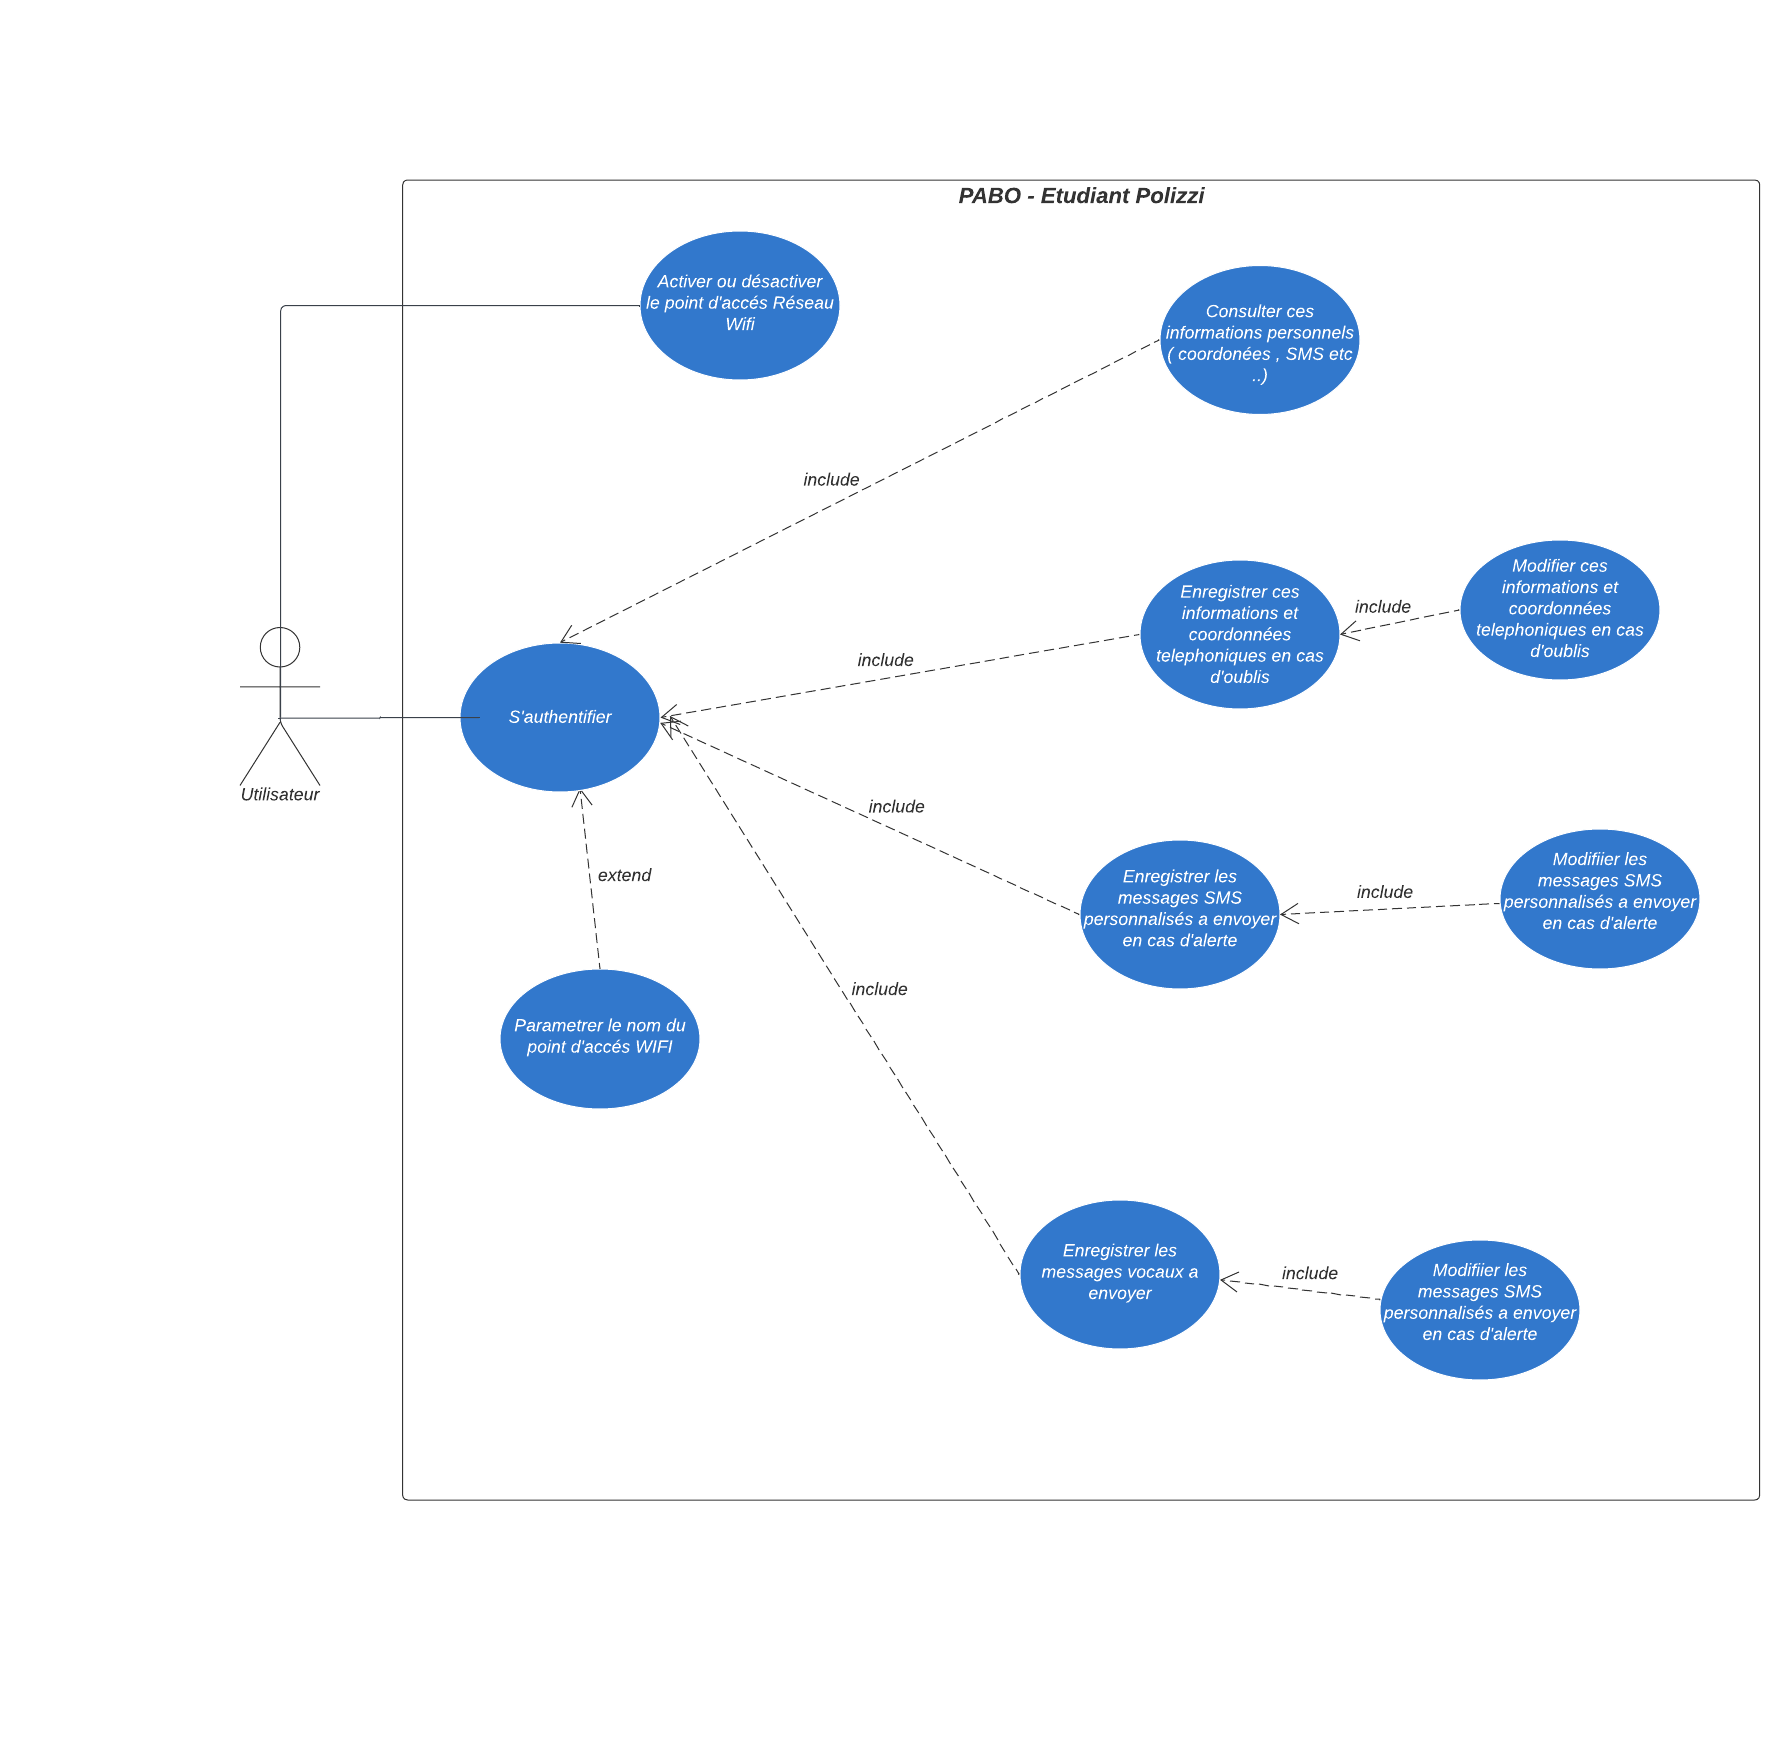 PABO - Etudiant Polizzi
Activer ou désactiver
le point d'accés Réseau
Wifi
Consulter ces
informations personnels
( coordonées , SMS etc
..)
include
Enregistrer ces
informations et
coordonnées
telephoniques en cas
d'oublis
include
Modifier ces
informations et
coordonnées
telephoniques en cas
d'oublis
include
S'authentifier
Utilisateur
include
Enregistrer les
messages SMS
personnalisés a envoyer
en cas d'alerte
include
Modifiier les
messages SMS
personnalisés a envoyer
en cas d'alerte
extend
include
Parametrer le nom du
point d'accés WIFI
Enregistrer les
messages vocaux a
envoyer
include
Modifiier les
messages SMS
personnalisés a envoyer
en cas d'alerte